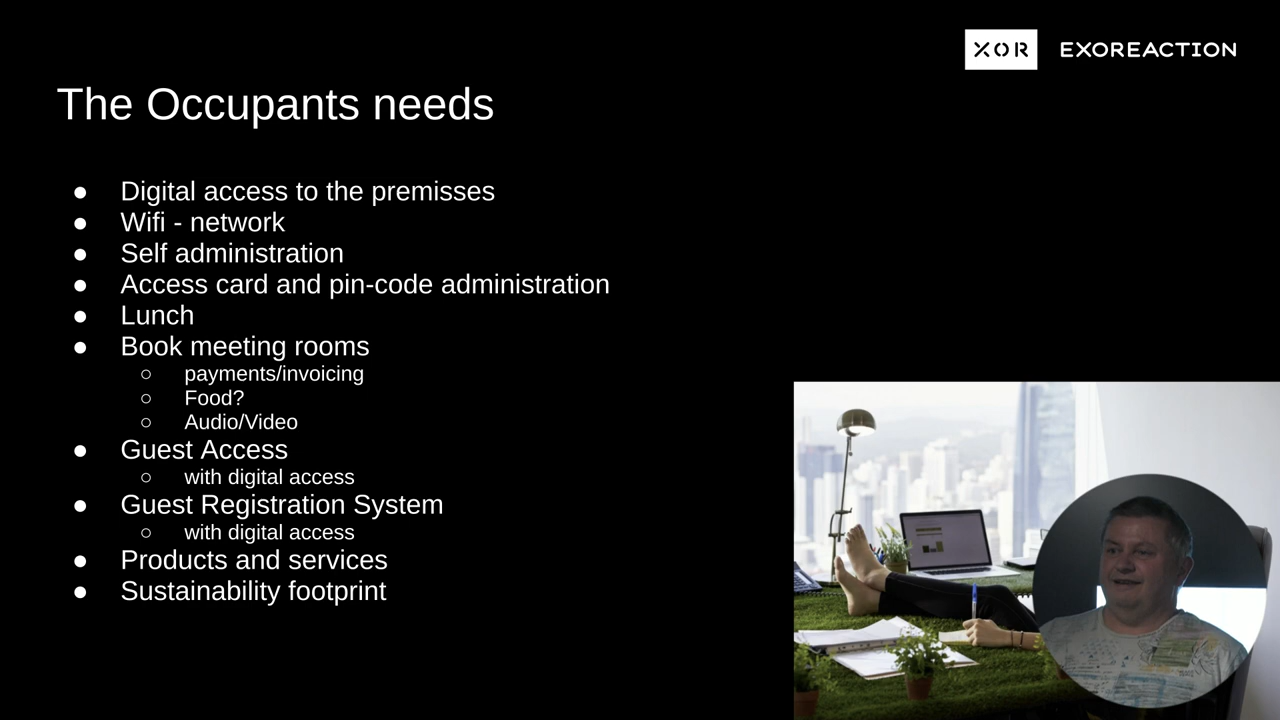 XOR EXOREACTION
The Occupants needs
● Digital access to the premisses
● Wifi - network
● Self administration
● Access card and pin-code administration
● Lunch
● Book meeting rooms
○ payments/invoicing
○ Food?
○ Audio/Video
● Guest Access
○ with digital access
● Guest Registration System
○ with digital access
● Products and services
● Sustainability footprint